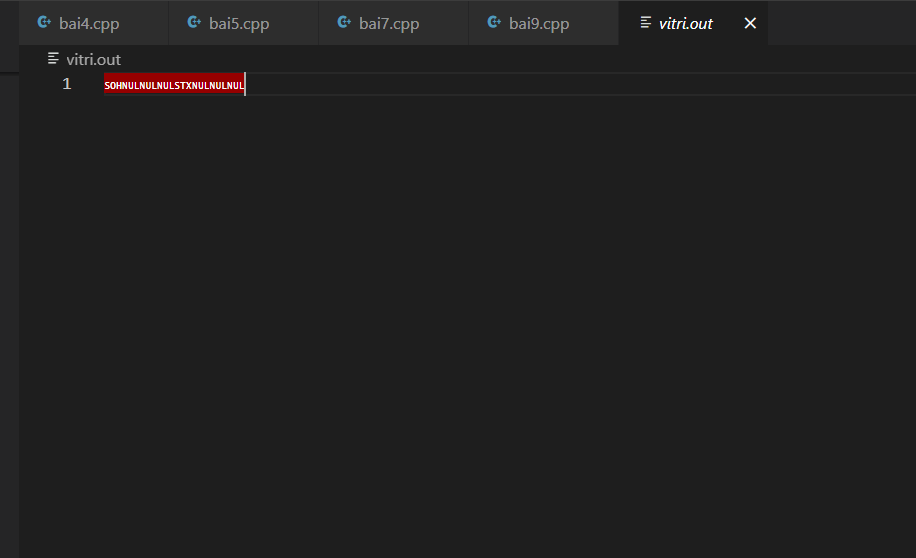 bai4.cpp bai5.cpp bai7.cpp bai9.cpp vitri.out
vitri.out
1 SOHNULNULNULSTXNULNULNUL